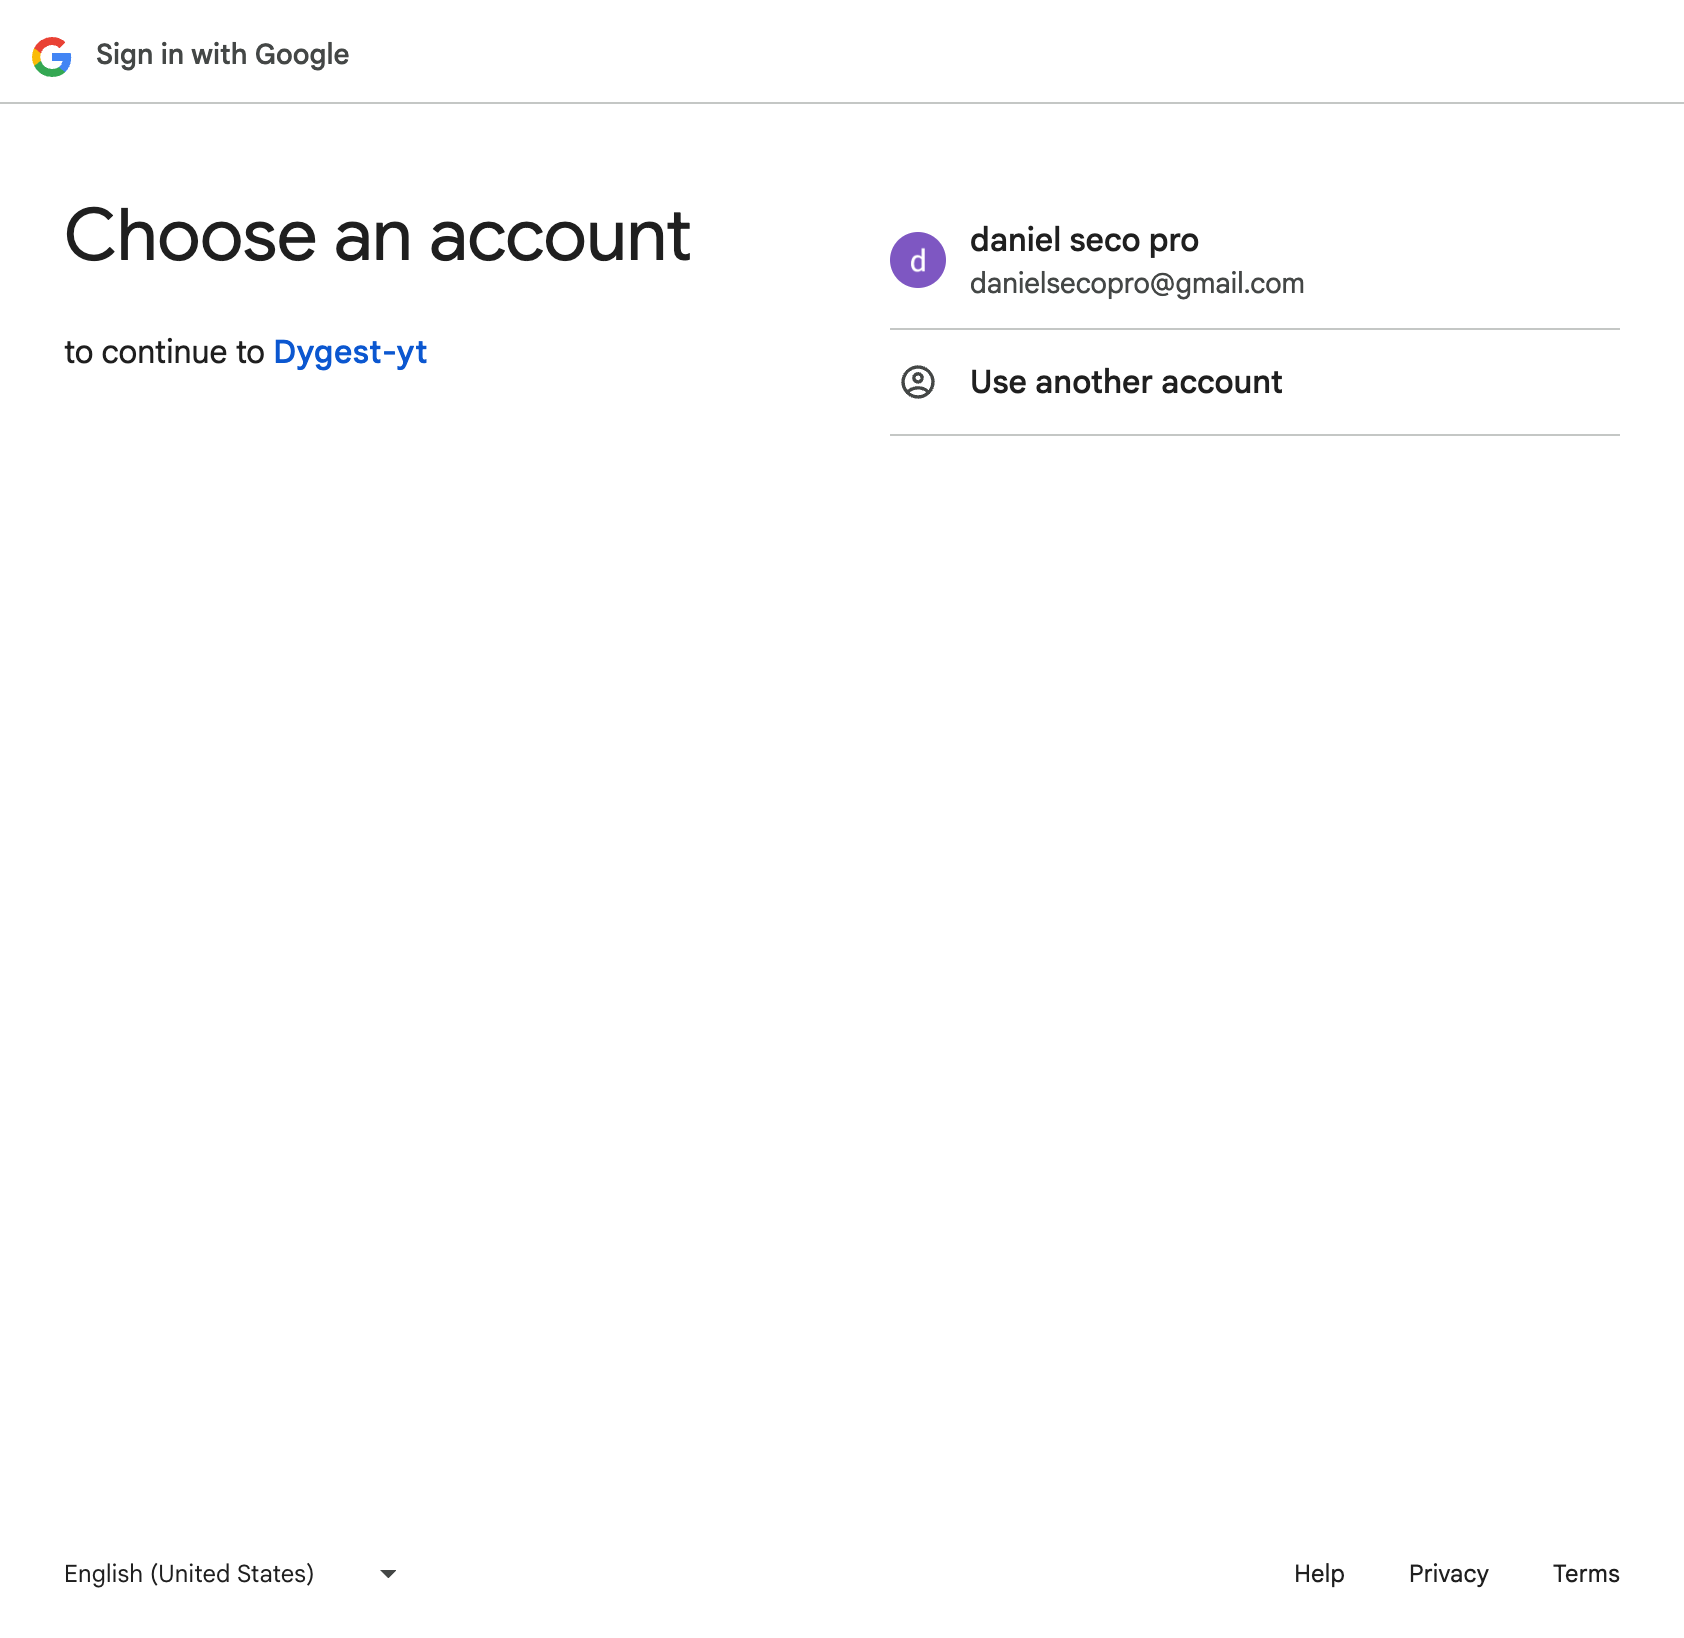 Sign in with Google
Choose an account
to continue to Dygest-yt
d
daniel seco pro
danielsecopro@gmail.com
Use another account
English (United States)
Help
Privacy
Terms